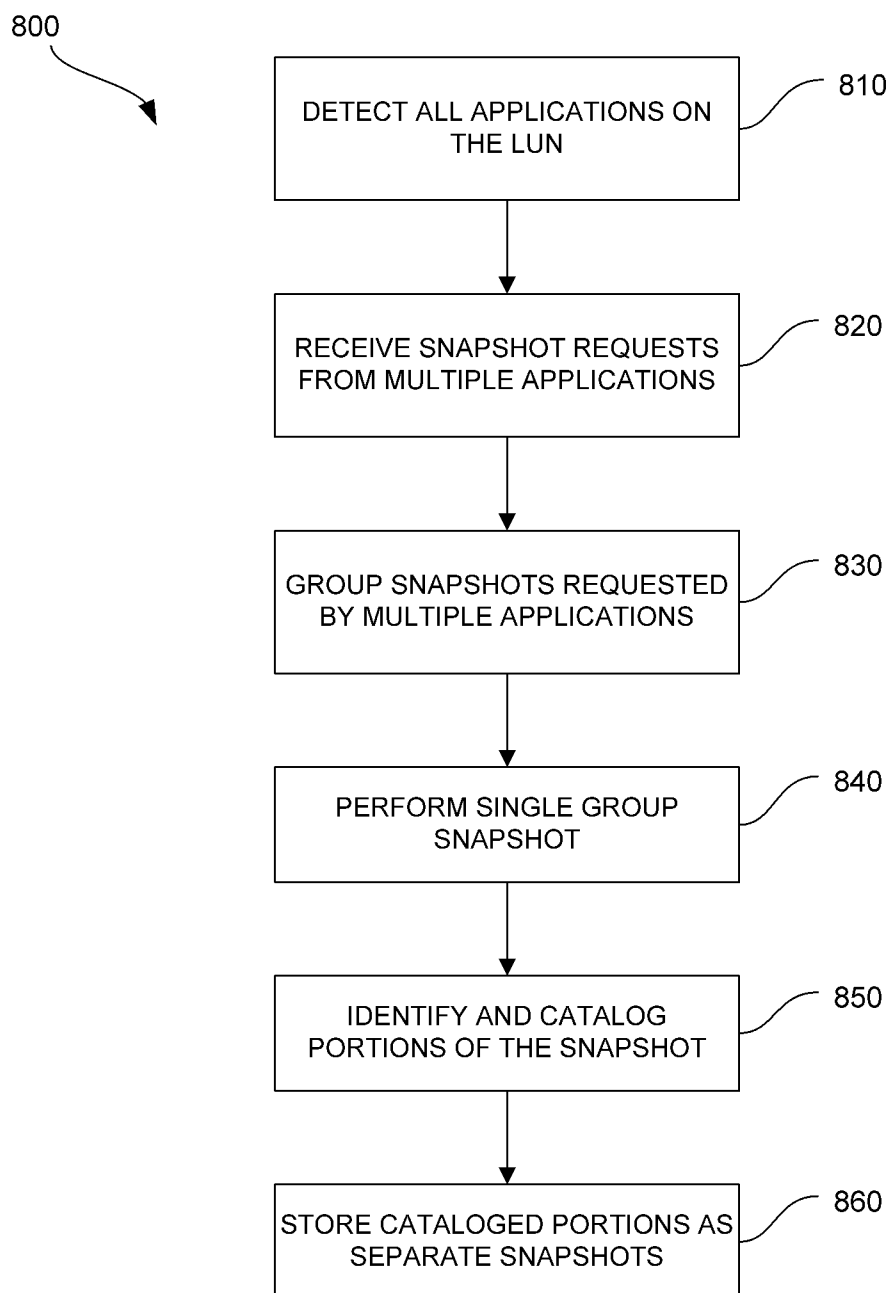 800
810
DETECT ALL APPLICATIONS ON
THE LUN
820
RECEIVE SNAPSHOT REQUESTS
FROM MULTIPLE APPLICATIONS
830
GROUP SNAPSHOTS REQUESTED
BY MULTIPLE APPLICATIONS
840
PERFORM SINGLE GROUP
SNAPSHOT
850
IDENTIFY AND CATALOG
PORTIONS OF THE SNAPSHOT
860
STORE CATALOGED PORTIONS AS
SEPARATE SNAPSHOTS